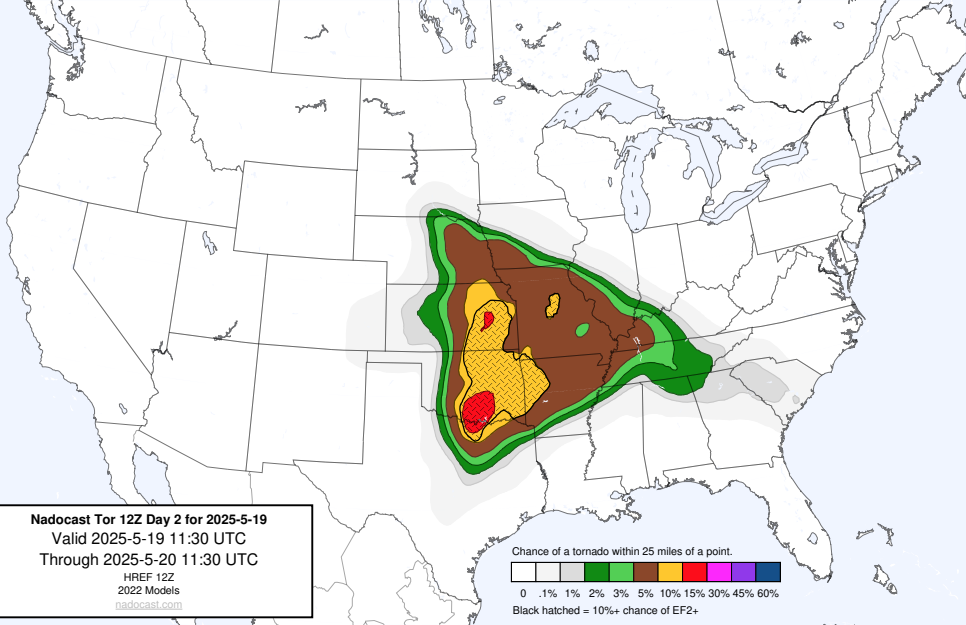 Nadocast Tor 12Z Day 2 for 2025-5-19
Valid 2025-5-19 11:30 UTC
Through 2025-5-20 11:30 UTC
HREF 12Z
2022 Models
nadocast.com
Chance of a tornado within 25 miles of a point.
0 .1% 1% 2% 3% 5% 10% 15% 30% 45% 60%
Black hatched = 10%+ chance of EF2+